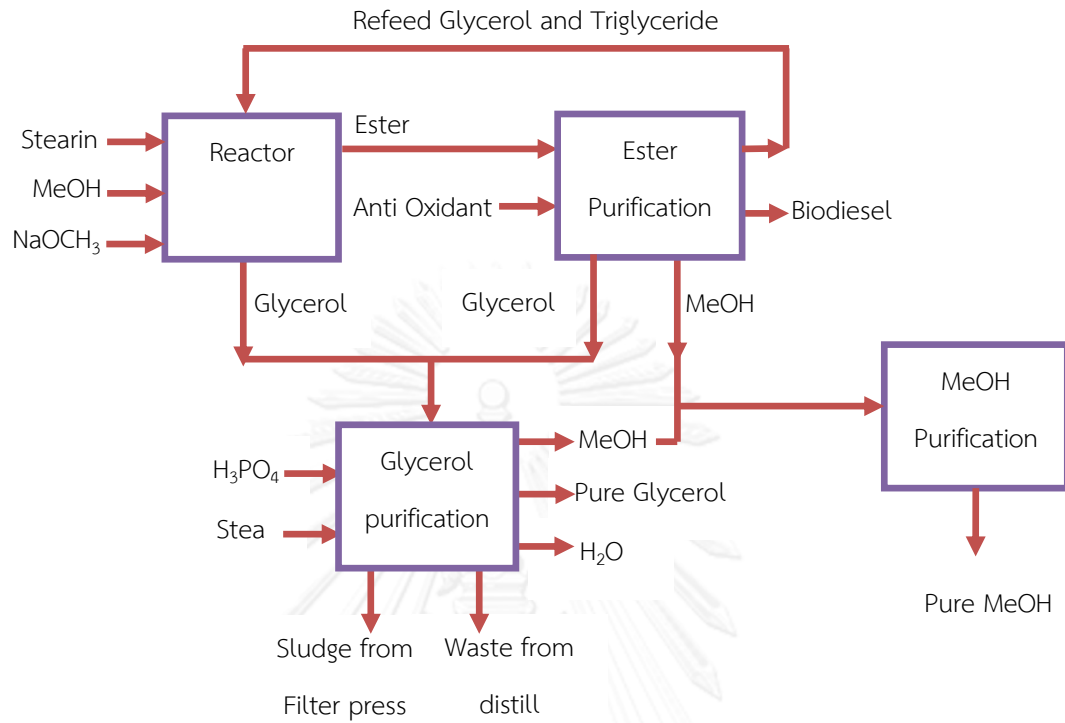 Refeed Glycerol and Triglyceride
Stearin
MeOH
NaOCH₃
Reactor
Ester
Anti Oxidant
Ester
Purification
Biodiesel
Glycerol
Glycerol
MeOH
MeOH
Purification
Pure MeOH
H₃PO₄
Stea
Glycerol
purification
MeOH
Pure Glycerol
H₂O
Sludge from
Filter press
Waste from
distill